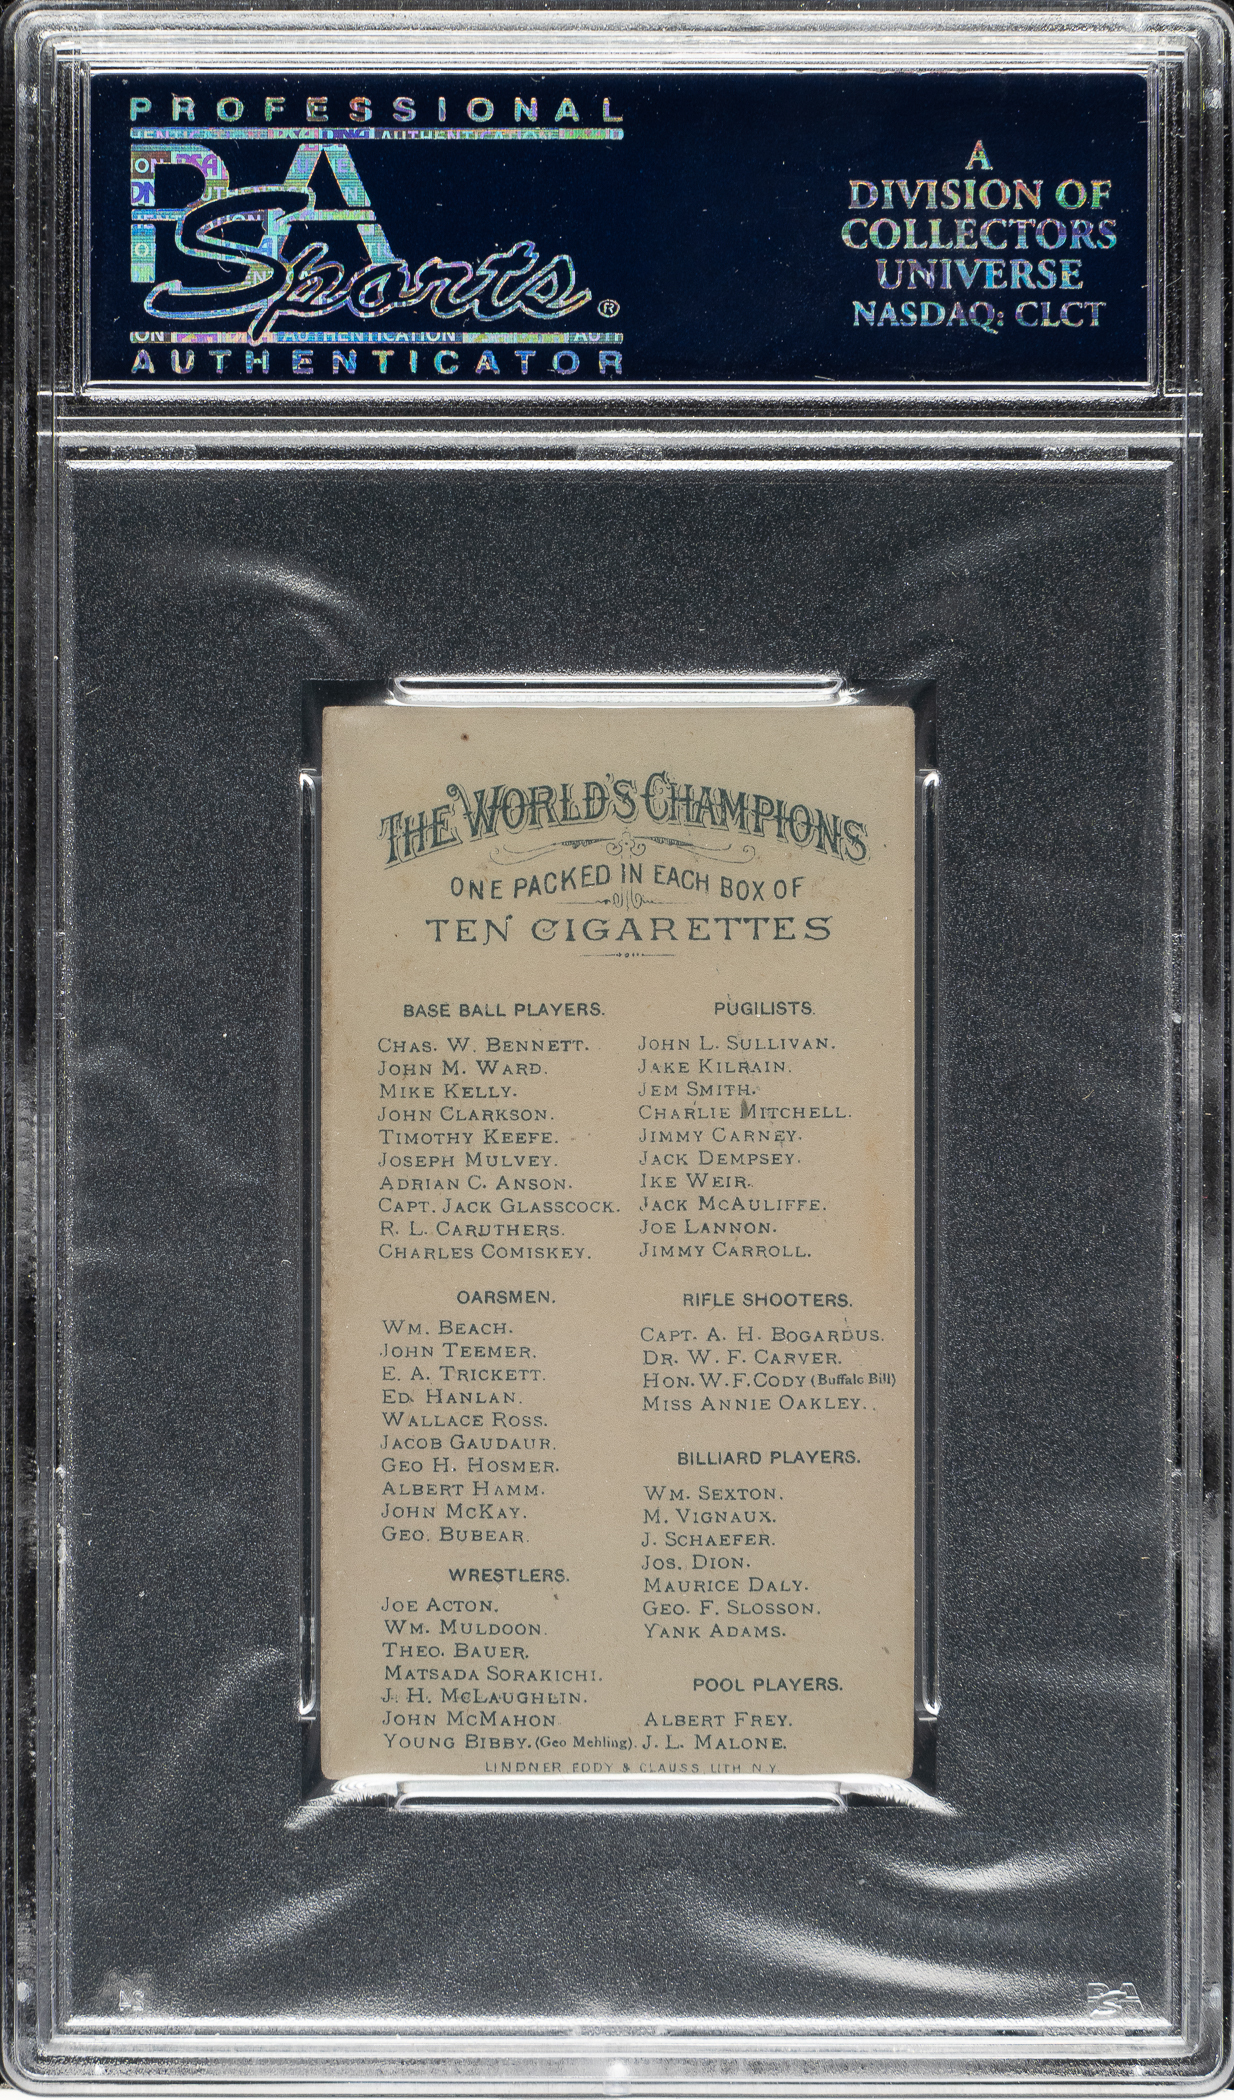 PROFESSIONAL
PSA
Sports®
AUTHENTICATION
AUTHENTICATOR
A
DIVISION OF
COLLECTORS
UNIVERSE
NASDAQ: CLCT
THE WORLD'S CHAMPIONS
ONE PACKED IN EACH BOX OF
TEN CIGARETTES
BASE BALL PLAYERS.
CHAS. W. BENNETT.
JOHN M. WARD.
MIKE KELLY.
JOHN CLARKSON.
TIMOTHY KEEFE.
JOSEPH MULVEY.
ADRIAN C. ANSON.
CAPT. JACK GLASSCOCK.
R. L. CARUTHERS.
CHARLES COMISKEY.
OARSMEN.
WM. BEACH.
JOHN TEEMER.
E. A. TRICKETT.
ED. HANLAN.
WALLACE ROSS.
JACOB GAUDAUR.
GEO H. HOSMER.
ALBERT HAMM.
JOHN MCKAY.
GEO. BUBEAR.
WRESTLERS.
JOE ACTON.
WM. MULDOON.
THEO. BAUER.
MATSADA SORAKICHI.
J. H. MCLAUGHLIN.
JOHN MCMAHON
YOUNG BIBBY. (Geo Mehling).
PUGILISTS.
JOHN L. SULLIVAN.
JAKE KILRAIN.
JEM SMITH.
CHARLIE MITCHELL.
JIMMY CARNEY.
JACK DEMPSEY.
IKE WEIR.
JACK MCAULIFFE.
JOE LANNON.
JIMMY CARROLL.
RIFLE SHOOTERS.
CAPT. A. H. BOGARDUS.
DR. W. F. CARVER.
HON. W. F. CODY (Buffalo Bill)
MISS ANNIE OAKLEY.
BILLIARD PLAYERS.
WM. SEXTON.
M. VIGNAUX.
J. SCHAEFER.
JOS. DION.
MAURICE DALY.
GEO. F. SLOSSON.
YANK ADAMS.
POOL PLAYERS.
ALBERT FREY.
J. L. MALONE.
LINDNER, EDDY & CLAUSS, LITH. N.Y.
PSA